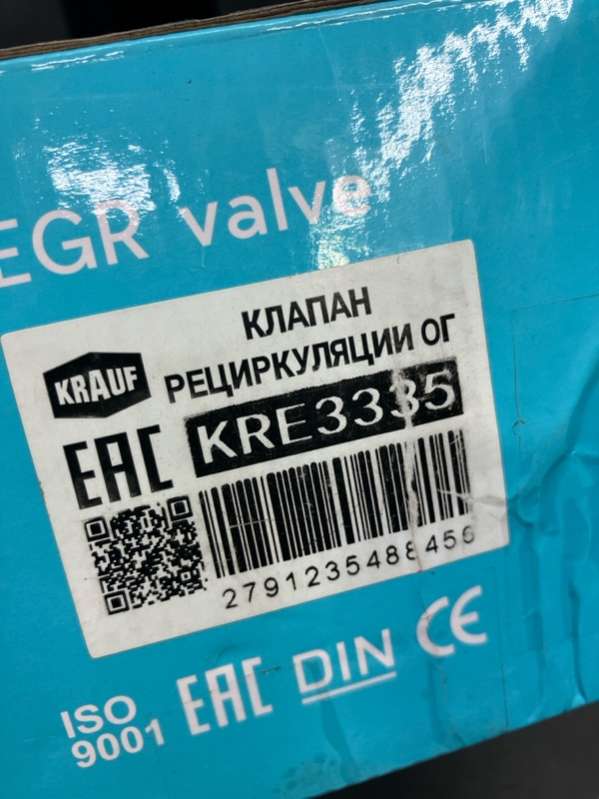 EGR valve
КЛАПАН
РЕЦИРКУЛЯЦИИ ОГ
KRAUF
KRE3335
EAC
2791235488456
ISO
9001
EAC
DIN
CE